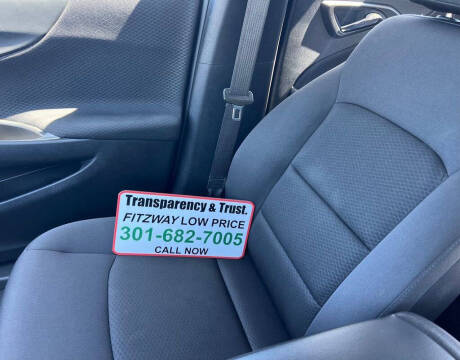 Transparency & Trust.
FITZWAY LOW PRICE
301-682-7005
CALL NOW